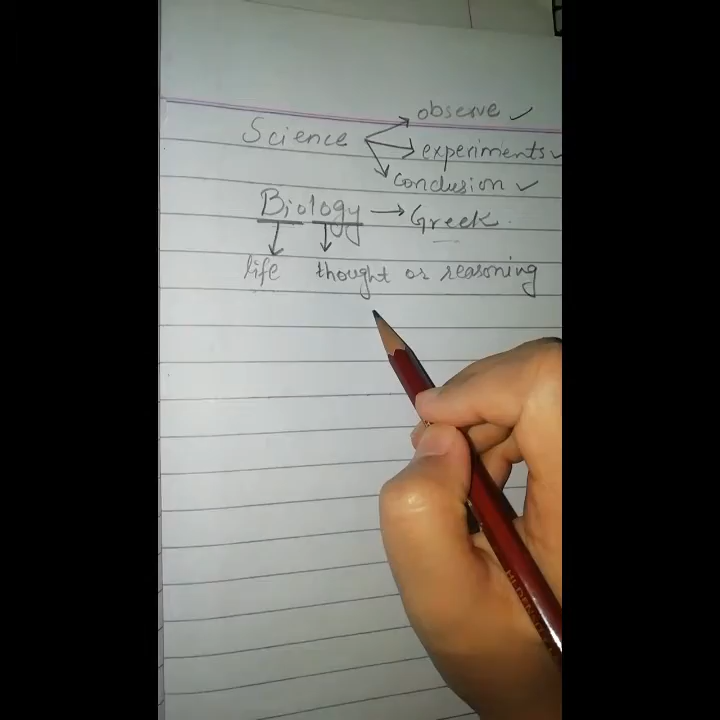 observe ✓
Science
experiments ✓
conclusion ✓
Biology → Greek
life thought or reasoning